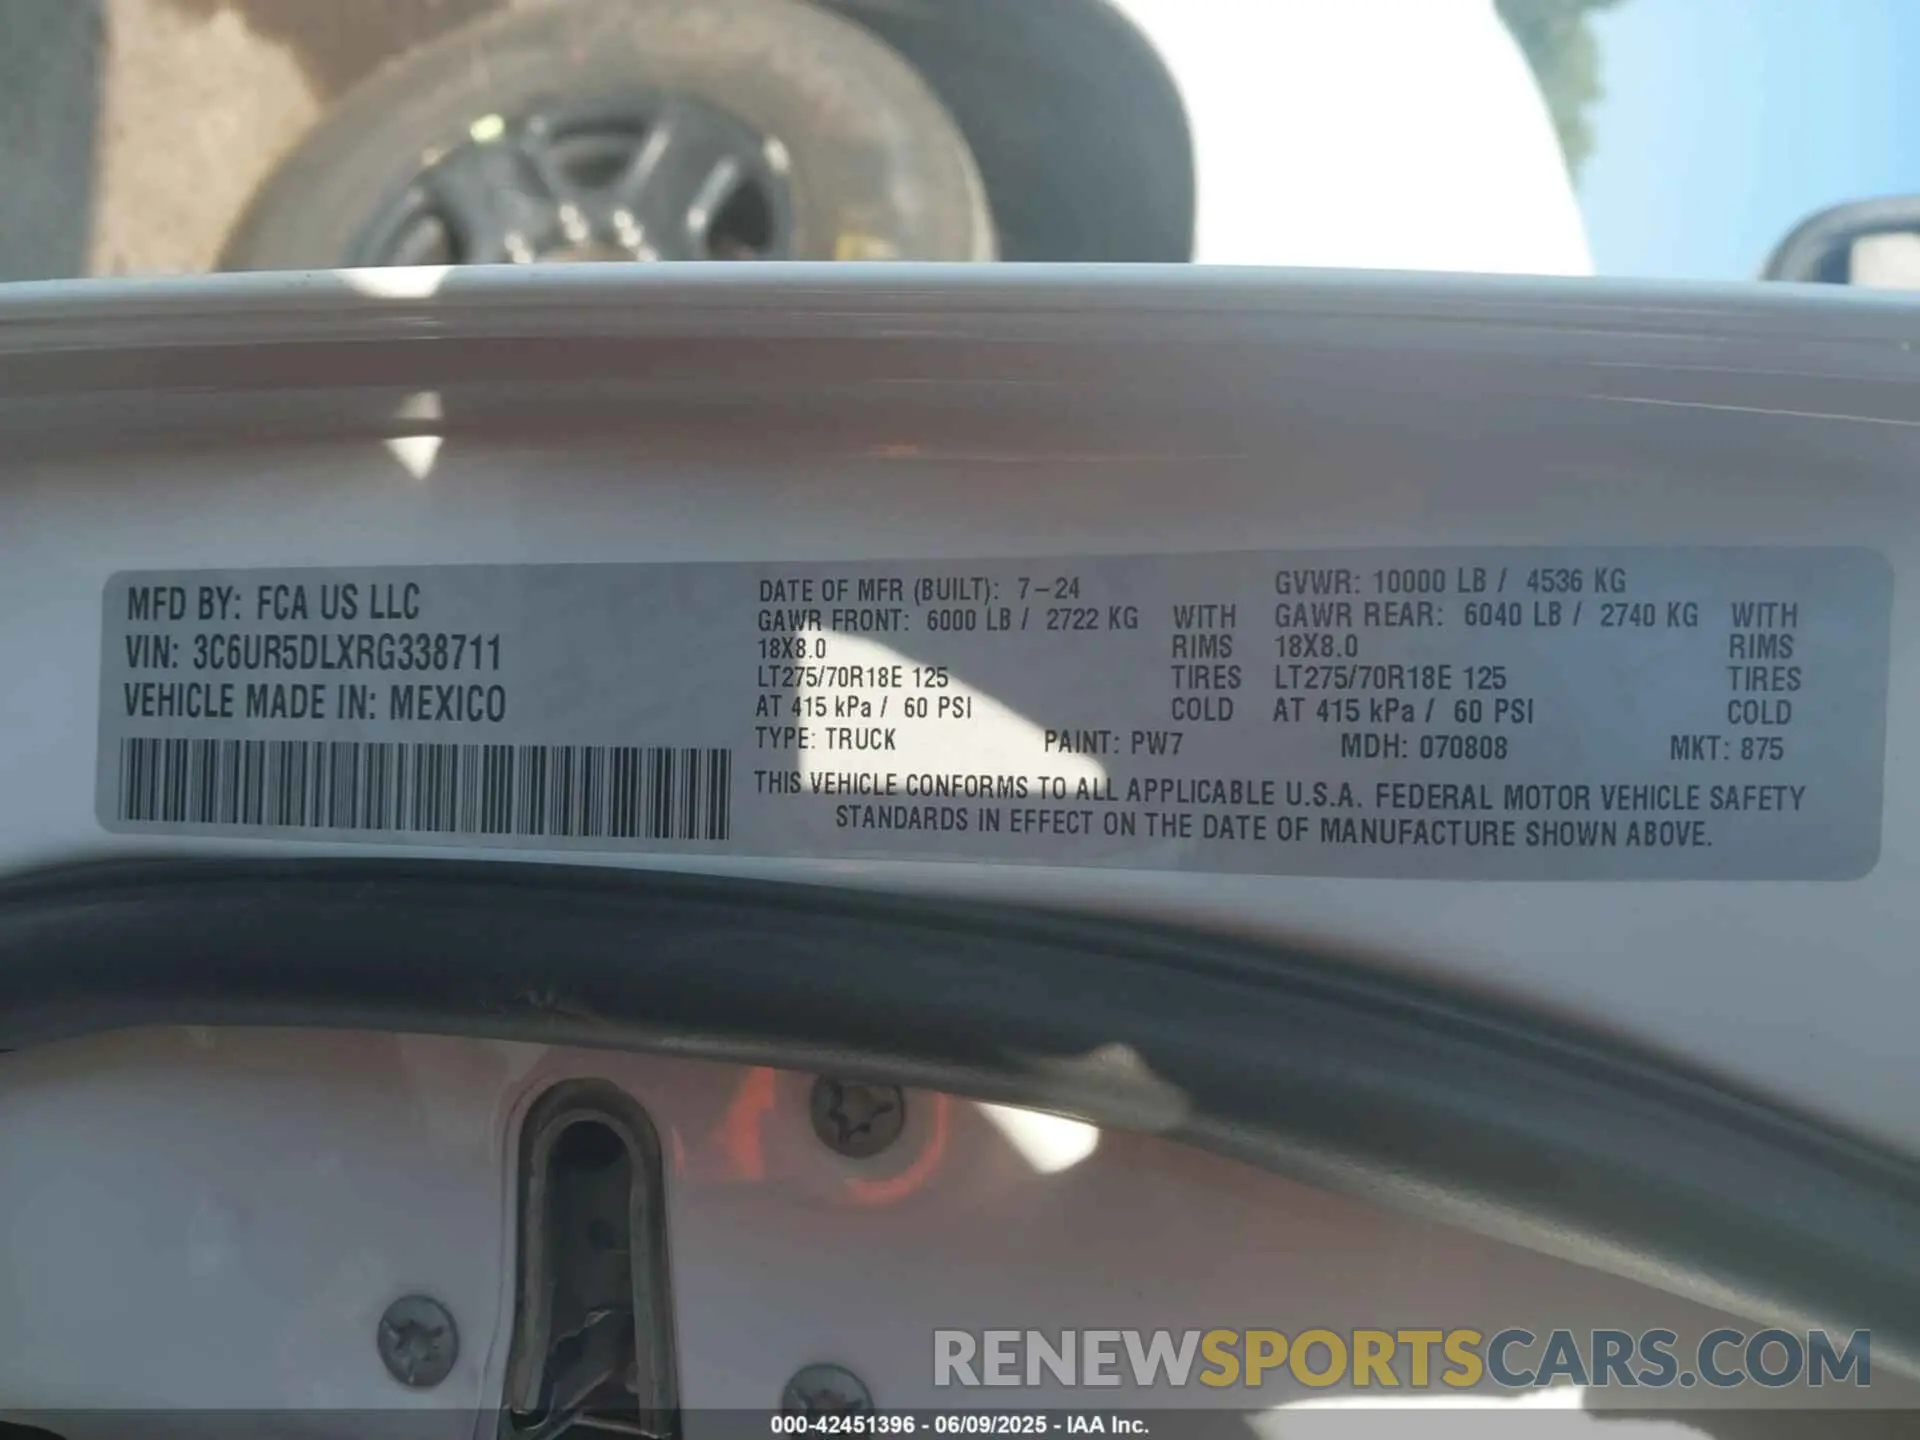 MFD BY: FCA US LLC
VIN: 3C6UR5DLXRG338711
VEHICLE MADE IN: MEXICO
DATE OF MFR (BUILT): 7-24 GVWR: 10000 LB / 4536 KG
GAWR FRONT: 6000 LB / 2722 KG WITH GAWR REAR: 6040 LB / 2740 KG WITH
18X8.0 RIMS 18X8.0 RIMS
LT275/70R18E 125 TIRES LT275/70R18E 125 TIRES
AT 415 kPa / 60 PSI COLD AT 415 kPa / 60 PSI COLD
TYPE: TRUCK PAINT: PW7 MDH: 070808 MKT: 875
THIS VEHICLE CONFORMS TO ALL APPLICABLE U.S.A. FEDERAL MOTOR VEHICLE SAFETY
STANDARDS IN EFFECT ON THE DATE OF MANUFACTURE SHOWN ABOVE.
RENEWSPORTSCARS.COM
000-42451396 - 06/09/2025 - IAA Inc.